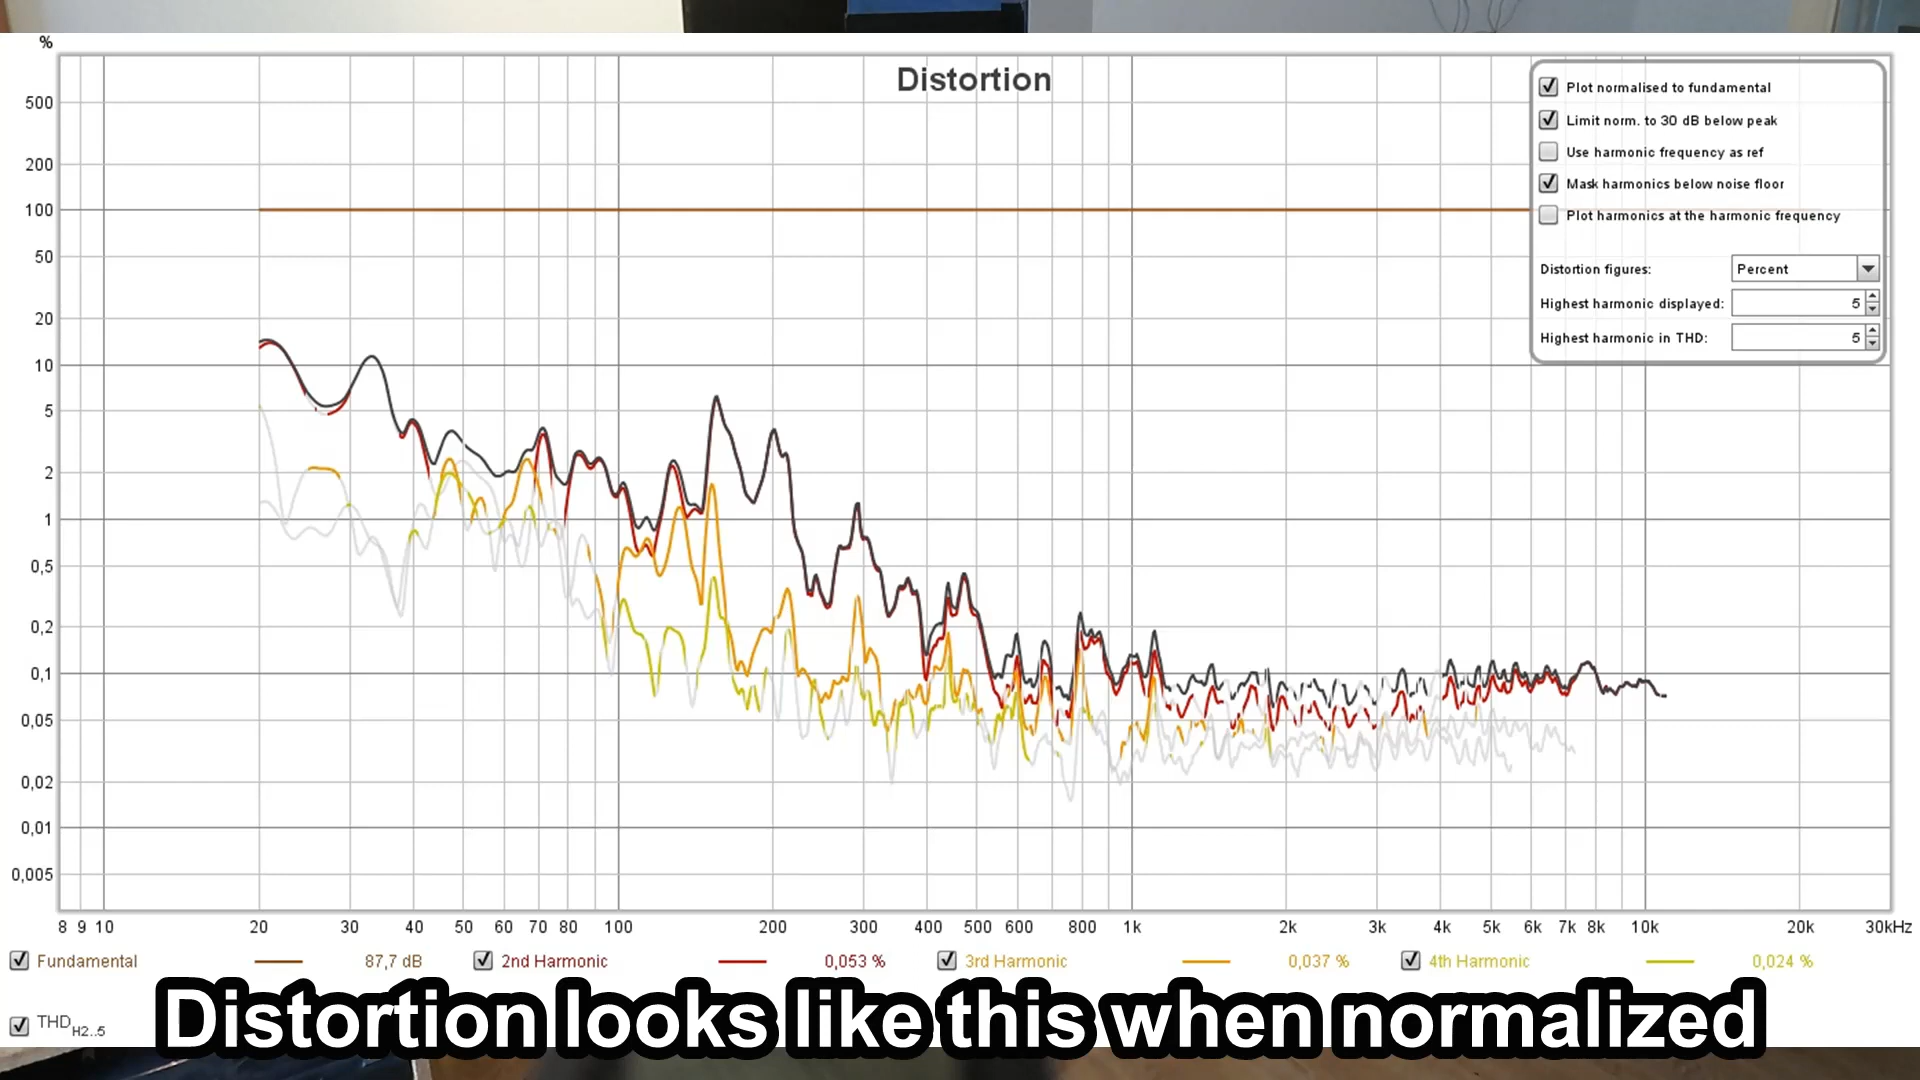 %
Distortion
500
200
100
50
20
10
5
2
1
0,5
0,2
0,1
0,05
0,02
0,01
0,005
Plot normalised to fundamental
Limit norm. to 30 dB below peak
Use harmonic frequency as ref
Mask harmonics below noise floor
Plot harmonics at the harmonic frequency
Distortion figures: Percent
Highest harmonic displayed: 5
Highest harmonic in THD: 5
8 9 10 20 30 40 50 60 70 80 100 200 300 400 500 600 800 1k 2k 3k 4k 5k 6k 7k 8k 10k 20k 30kHz
Fundamental 87,7 dB 2nd Harmonic 0,053 % 3rd Harmonic 0,037 % 4th Harmonic 0,024 %
THD H2..5
Distortion looks like this when normalized